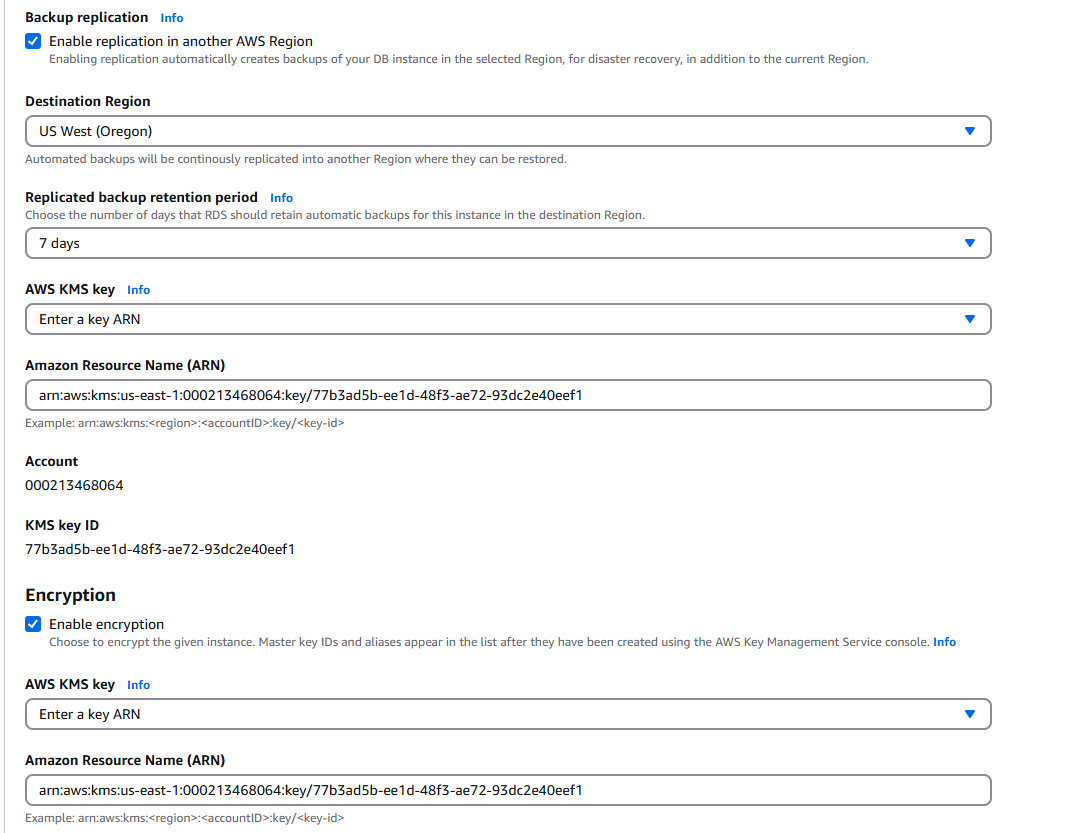 Backup replication Info
Enable replication in another AWS Region
Enabling replication automatically creates backups of your DB instance in the selected Region, for disaster recovery, in addition to the current Region.
Destination Region
US West (Oregon)
Automated backups will be continously replicated into another Region where they can be restored.
Replicated backup retention period Info
Choose the number of days that RDS should retain automatic backups for this instance in the destination Region.
7 days
AWS KMS key Info
Enter a key ARN
Amazon Resource Name (ARN)
arn:aws:kms:us-east-1:000213468064:key/77b3ad5b-ee1d-48f3-ae72-93dc2e40eef1
Example: arn:aws:kms:<region>:<accountID>:key/<key-id>
Account
000213468064
KMS key ID
77b3ad5b-ee1d-48f3-ae72-93dc2e40eef1
Encryption
Enable encryption
Choose to encrypt the given instance. Master key IDs and aliases appear in the list after they have been created using the AWS Key Management Service console. Info
AWS KMS key Info
Enter a key ARN
Amazon Resource Name (ARN)
arn:aws:kms:us-east-1:000213468064:key/77b3ad5b-ee1d-48f3-ae72-93dc2e40eef1
Example: arn:aws:kms:<region>:<accountID>:key/<key-id>